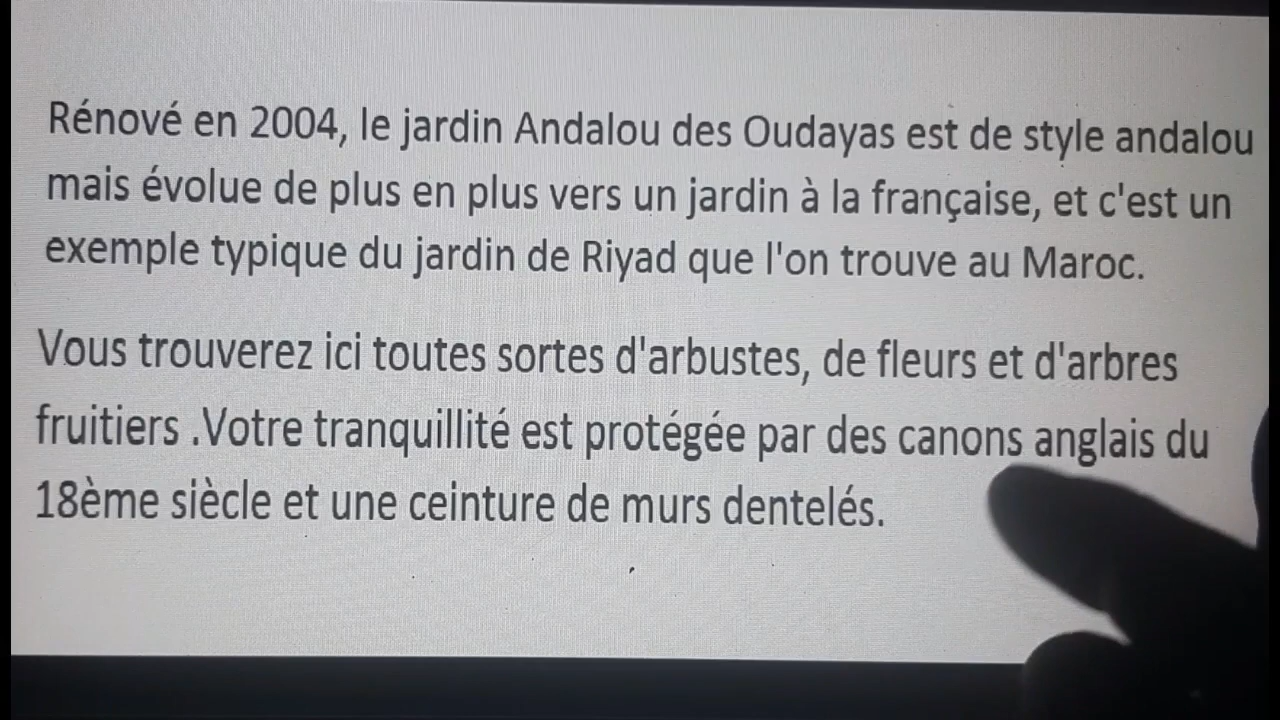 Rénové en 2004, le jardin Andalou des Oudayas est de style andalou
mais évolue de plus en plus vers un jardin à la française, et c'est un
exemple typique du jardin de Riyad que l'on trouve au Maroc.
Vous trouverez ici toutes sortes d'arbustes, de fleurs et d'arbres
fruitiers .Votre tranquillité est protégée par des canons anglais du
18ème siècle et une ceinture de murs dentelés.